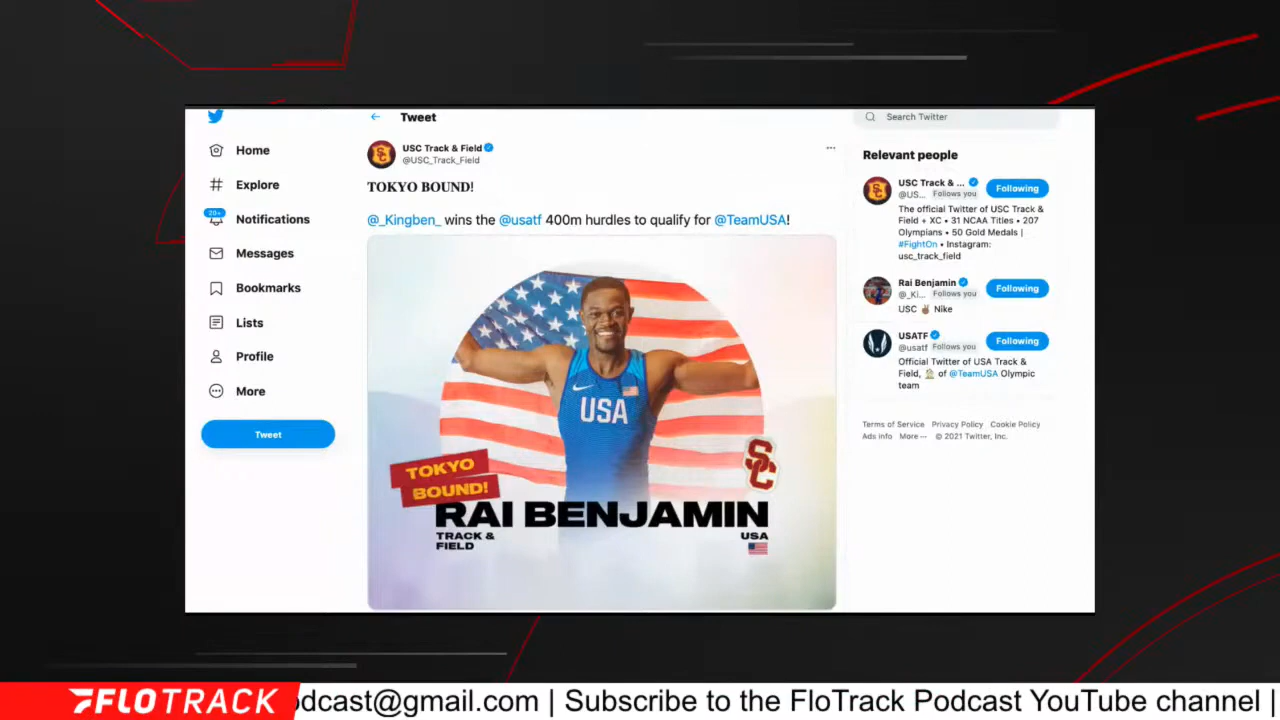 Tweet
Search Twitter
Home
Explore
20+
Notifications
Messages
Bookmarks
Lists
Profile
More
Tweet
USC Track & Field
@USC_Track_Field
TOKYO BOUND!
@_Kingben_ wins the @usatf 400m hurdles to qualify for @TeamUSA!
USA
TOKYO
BOUND!
SC
RAI BENJAMIN
TRACK &
FIELD
USA
Relevant people
USC Track & ...
@US... Follows you
Following
The official Twitter of USC Track &
Field + XC • 31 NCAA Titles • 207
Olympians • 50 Gold Medals |
#FightOn • Instagram:
usc_track_field
Rai Benjamin
@_Ki... Follows you
Following
USC ✌🏾 Nike
USATF
@usatf Follows you
Following
Official Twitter of USA Track &
Field, 🏠 of @TeamUSA Olympic
team
Terms of Service Privacy Policy Cookie Policy
Ads info More ··· © 2021 Twitter, Inc.
FLOTRACK
odcast@gmail.com | Subscribe to the FloTrack Podcast YouTube channel |